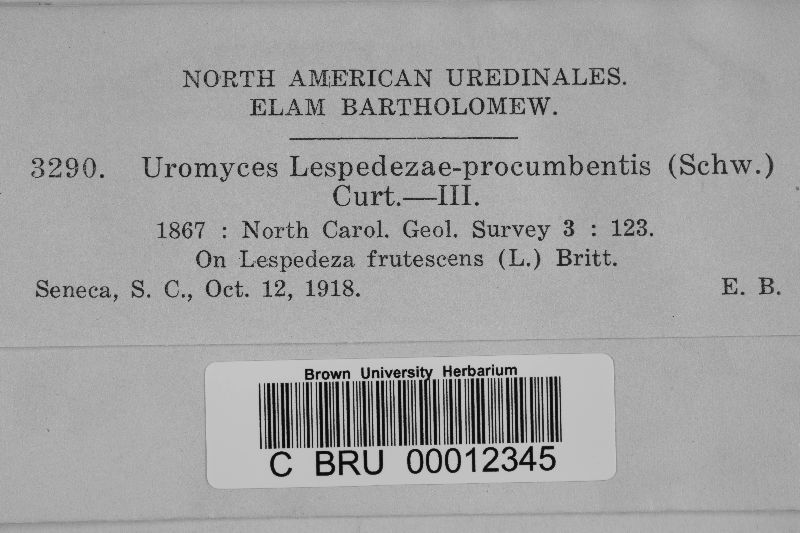 NORTH AMERICAN UREDINALES.
ELAM BARTHOLOMEW.
3290. Uromyces Lespedezae-procumbentis (Schw.)
Curt.—III.
1867 : North Carol. Geol. Survey 3 : 123.
On Lespedeza frutescens (L.) Britt.
Seneca, S. C., Oct. 12, 1918. E. B.
Brown University Herbarium
C BRU 00012345